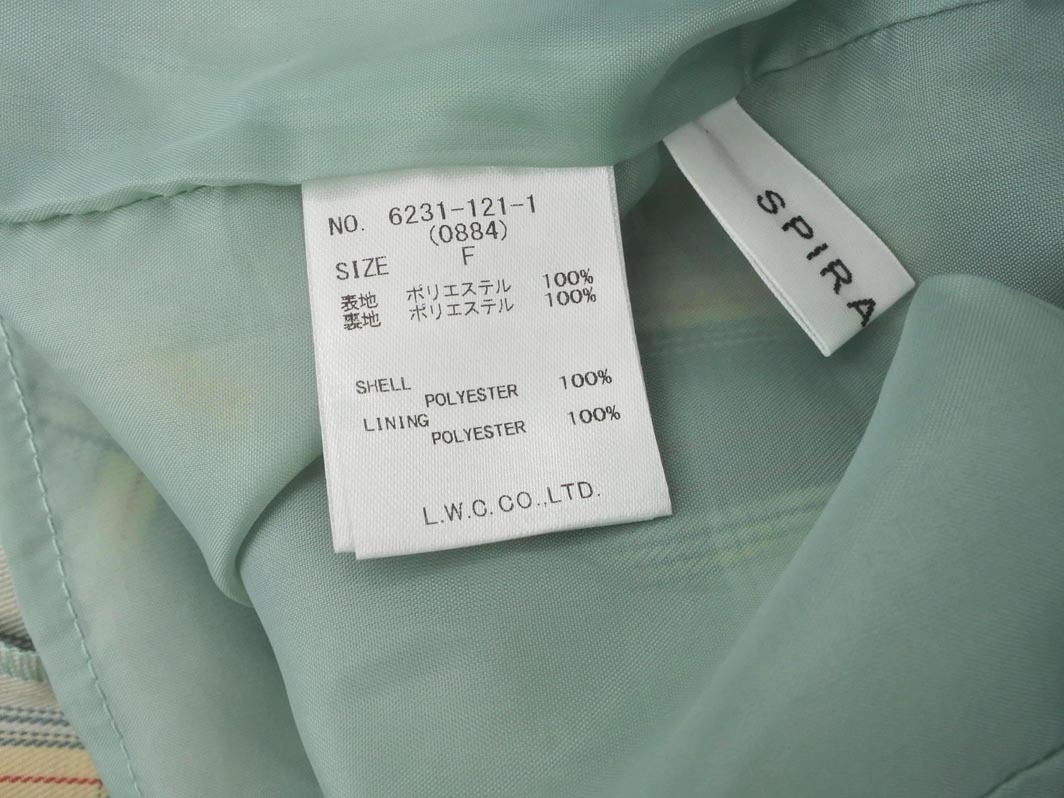 NO. 6231-121-1
(0884)
SIZE F
表地 ポリエステル 100%
裏地 ポリエステル 100%
SHELL
POLYESTER 100%
LINING
POLYESTER 100%
L.W.C.CO.,LTD.
SPIRA